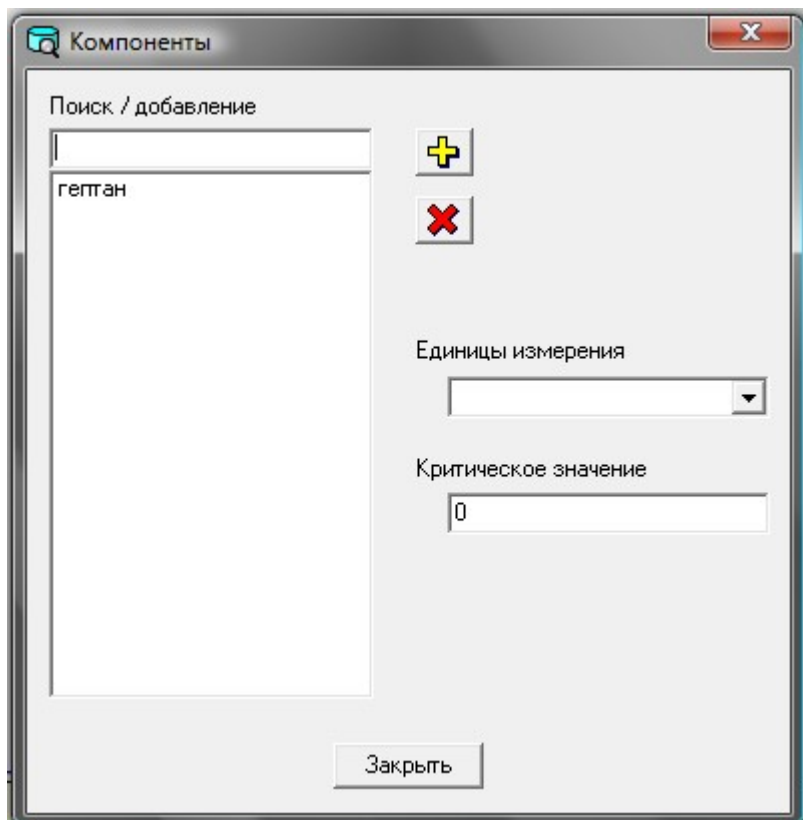 Компоненты
Поиск / добавление
гептан
Единицы измерения
Критическое значение
0
Закрыть